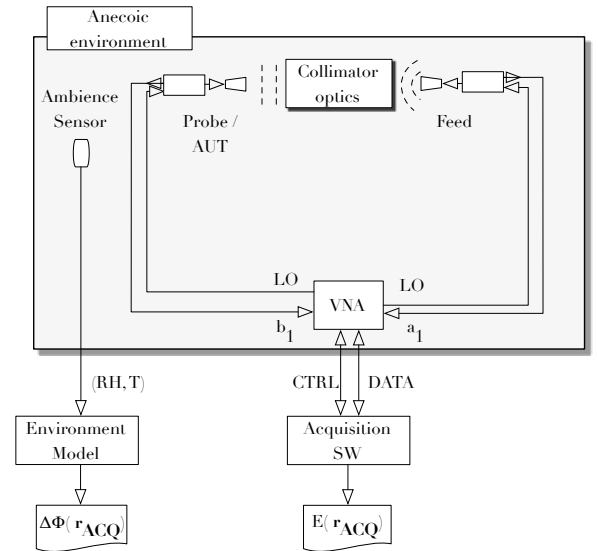 Anecoic
environment
Ambience
Sensor
Probe /
AUT
Collimator
optics
Feed
LO
VNA
LO
b1
a1
(RH, T)
CTRL
DATA
Environment
Model
Acquisition
SW
ΔΦ( rACQ)
E( rACQ)